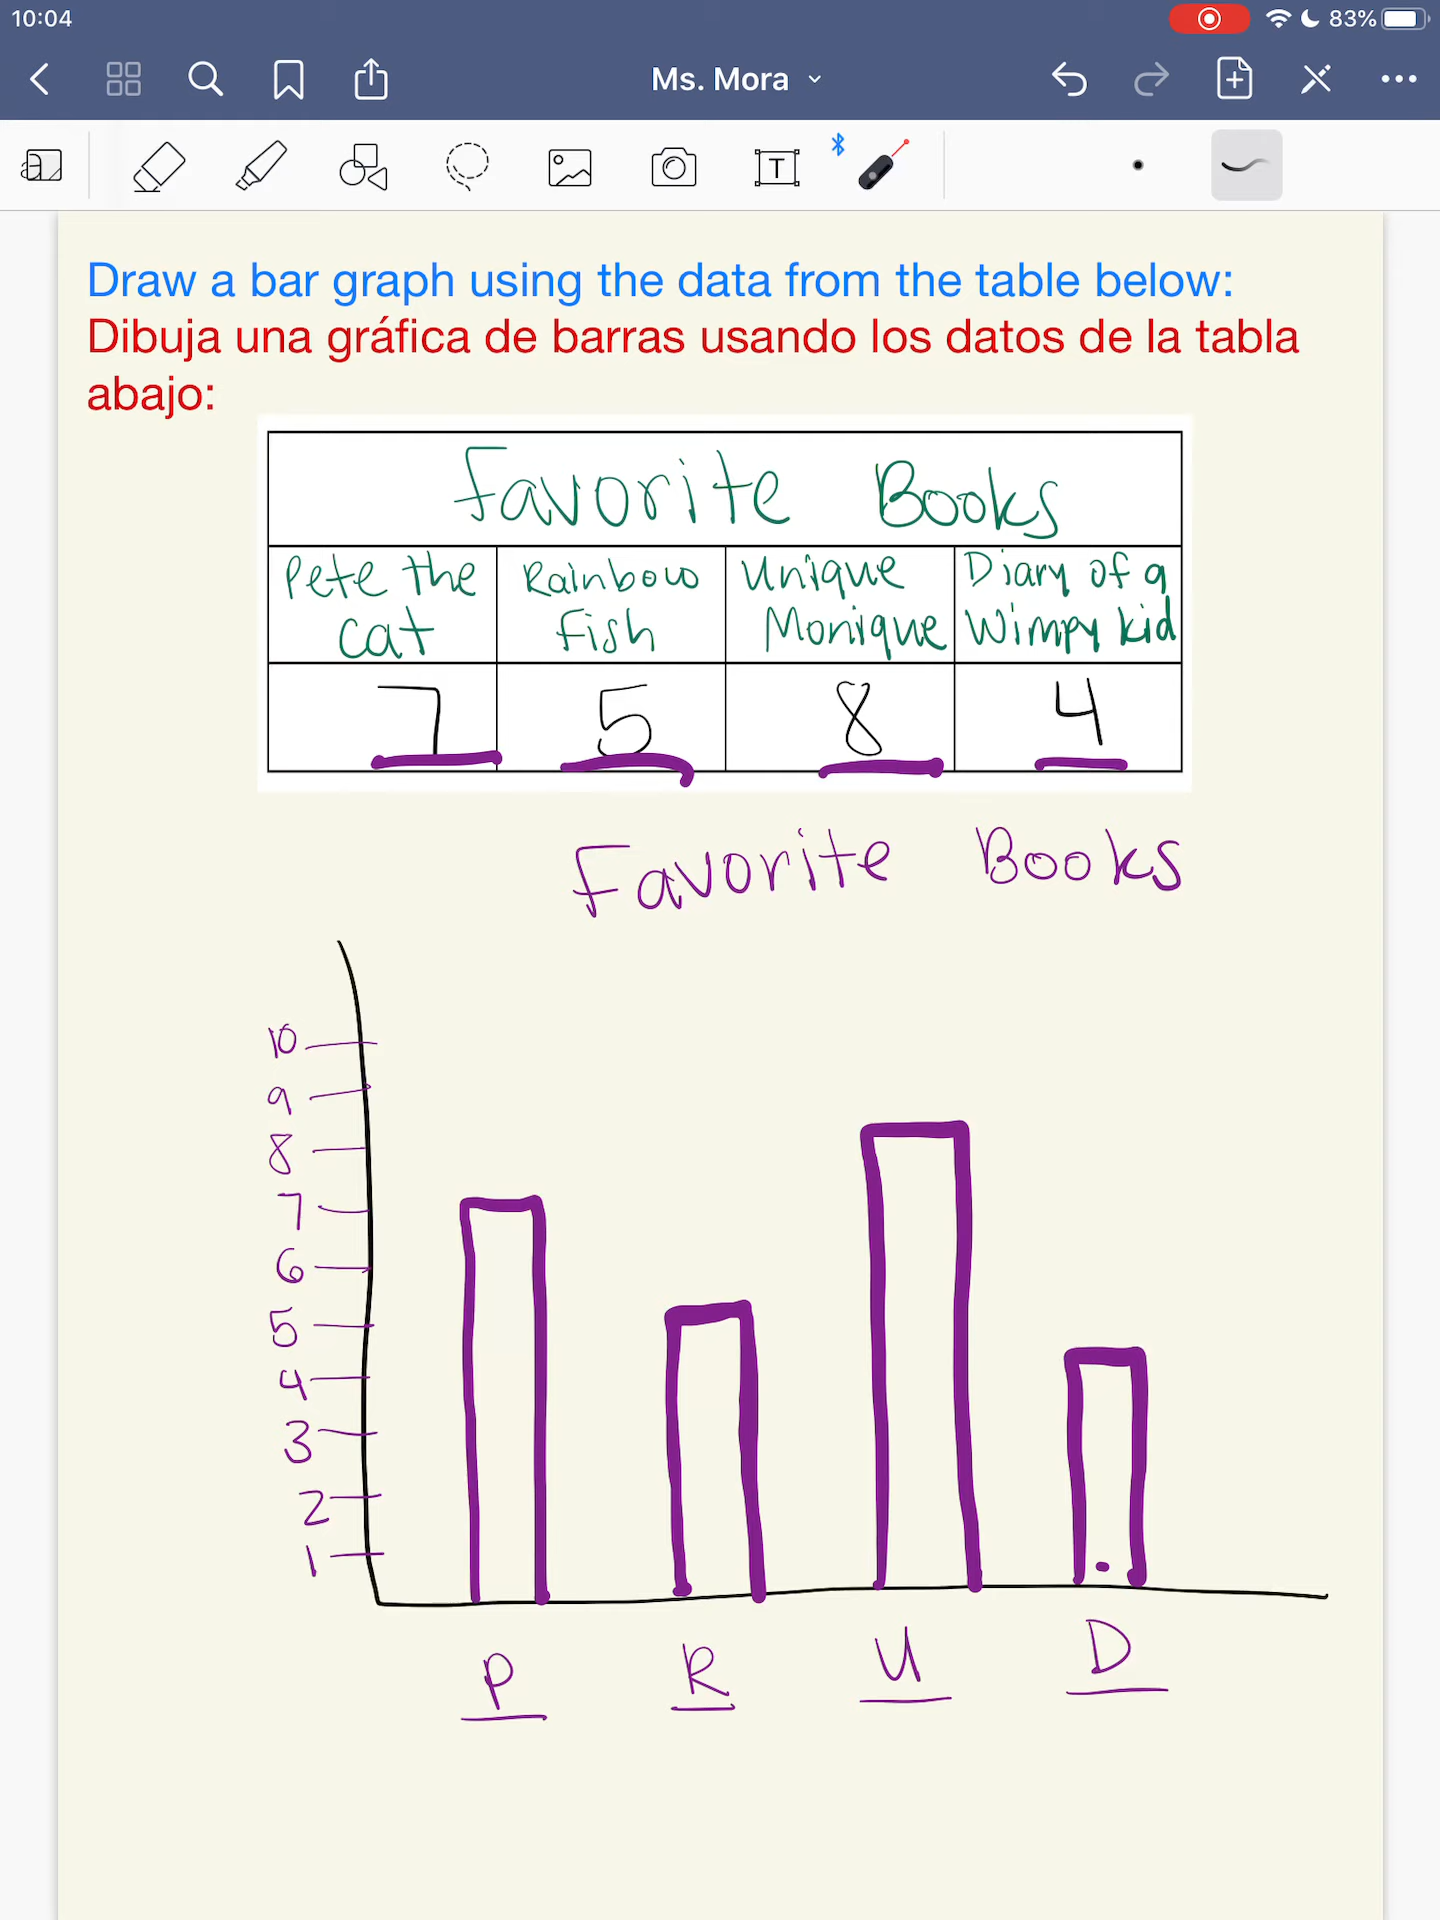 10:04
83%
Ms. Mora
a
T
Draw a bar graph using the data from the table below:
Dibuja una gráfica de barras usando los datos de la tabla
abajo:
Favorite Books
Pete the
Cat
Rainbow
Fish
Unique
Monique
Diary of a
Wimpy kid
7
5
8
4
Favorite Books
10
9
8
7
6
5
4
3
2
1
P
R
U
D